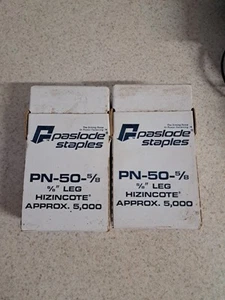 paslode®
staples
PN-50-5/8
5/8" LEG
HIZINCOTE®
APPROX. 5,000
paslode®
staples
PN-50-5/8
5/8" LEG
HIZINCOTE®
APPROX. 5,000